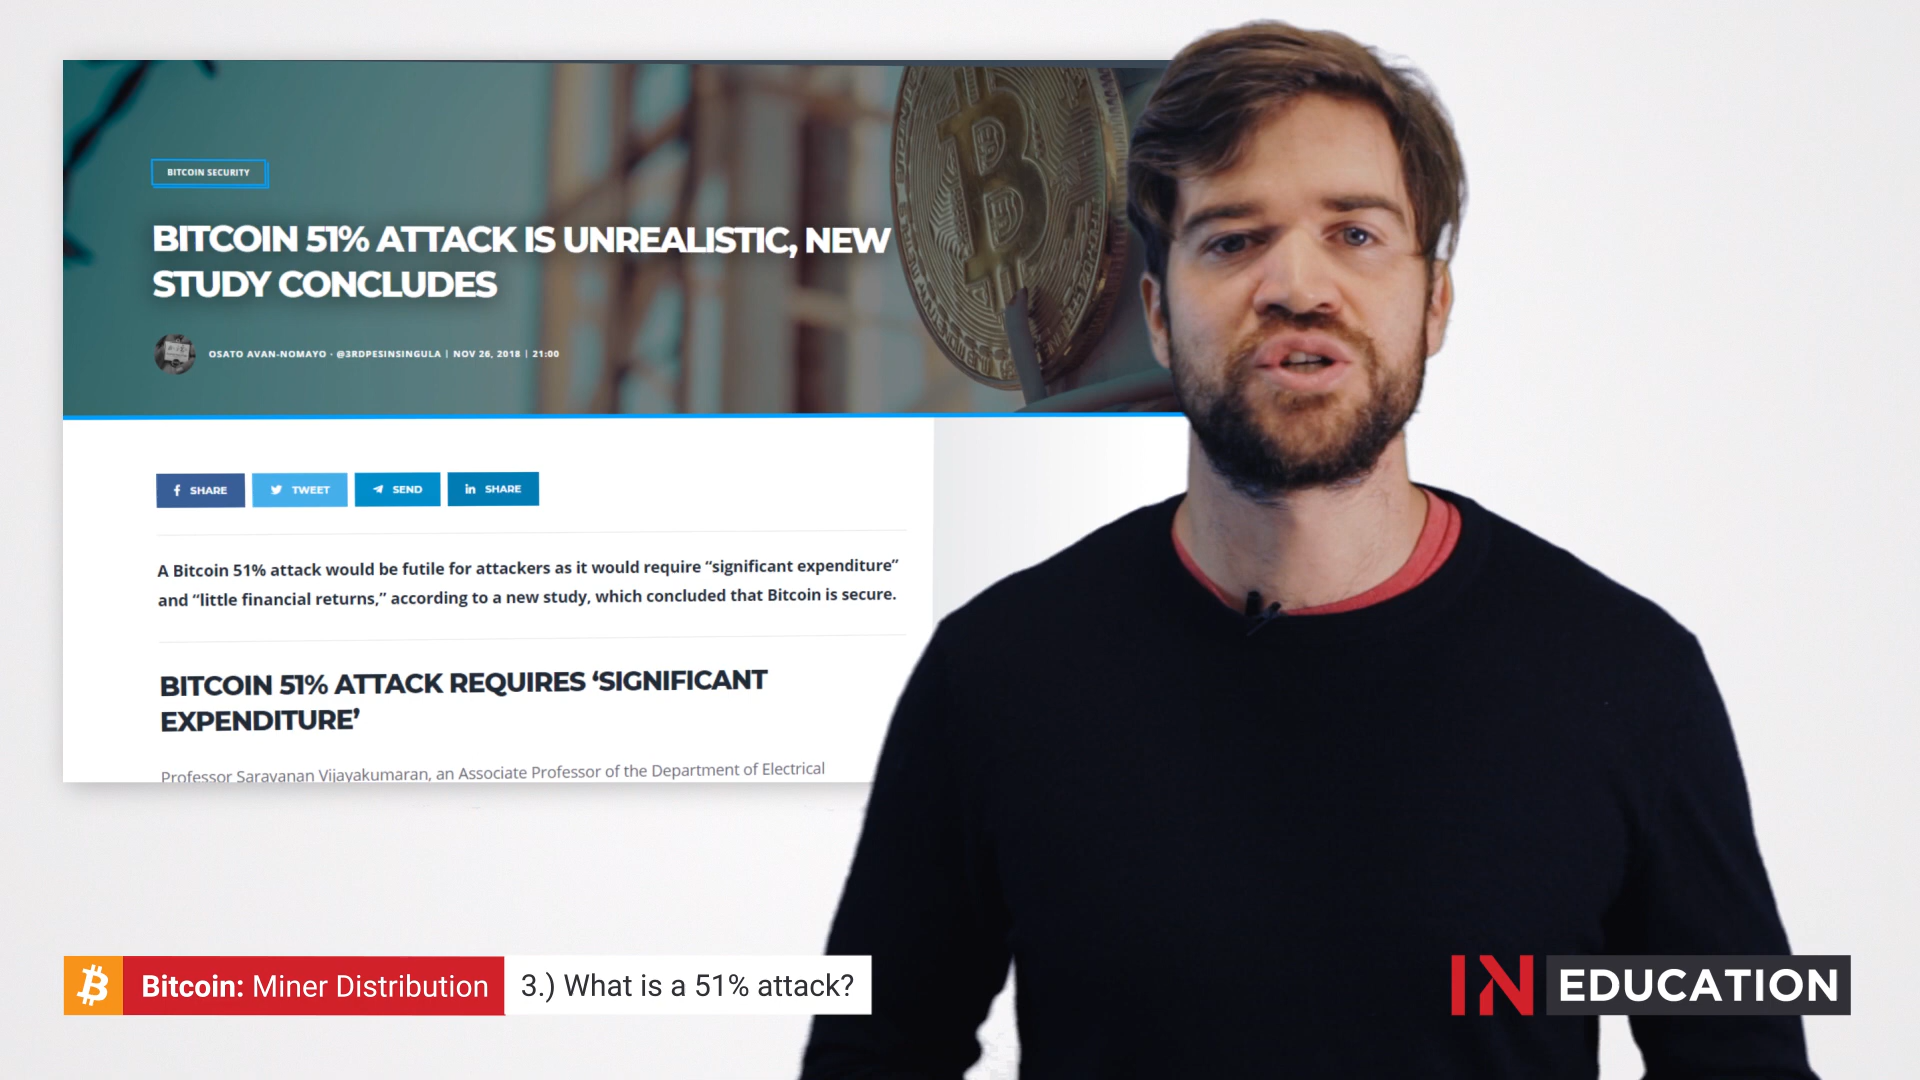 BITCOIN SECURITY
BITCOIN 51% ATTACK IS UNREALISTIC, NEW
STUDY CONCLUDES
OSATO AVAN-NOMAYO · @3RDPESINSINGULA | NOV 26, 2018 | 21:00
SHARE TWEET SEND in SHARE
A Bitcoin 51% attack would be futile for attackers as it would require “significant expenditure”
and “little financial returns,” according to a new study, which concluded that Bitcoin is secure.
BITCOIN 51% ATTACK REQUIRES ‘SIGNIFICANT
EXPENDITURE’
Professor Saravanan Vijayakumaran, an Associate Professor of the Department of Electrical
Bitcoin: Miner Distribution 3.) What is a 51% attack?
IN EDUCATION